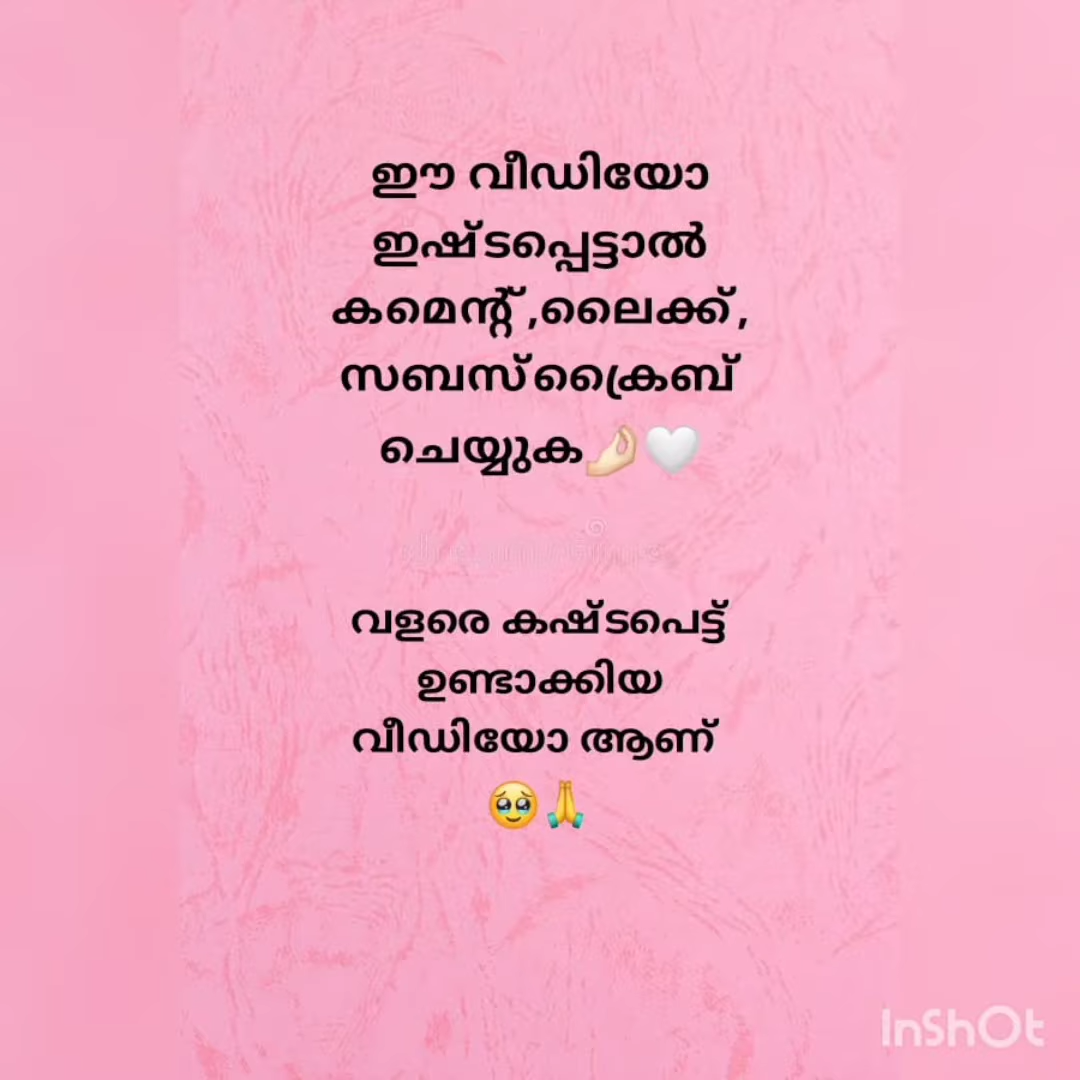 ഈ വീഡിയോ
ഇഷ്ടപ്പെട്ടാൽ
കമെന്റ് ,ലൈക്ക് ,
സബസ്ക്രൈബ്
ചെയ്യുക🤌🏻🤍
വളരെ കഷ്ടപെട്ട്
ഉണ്ടാക്കിയ
വീഡിയോ ആണ്
🥹🙏
InShOt